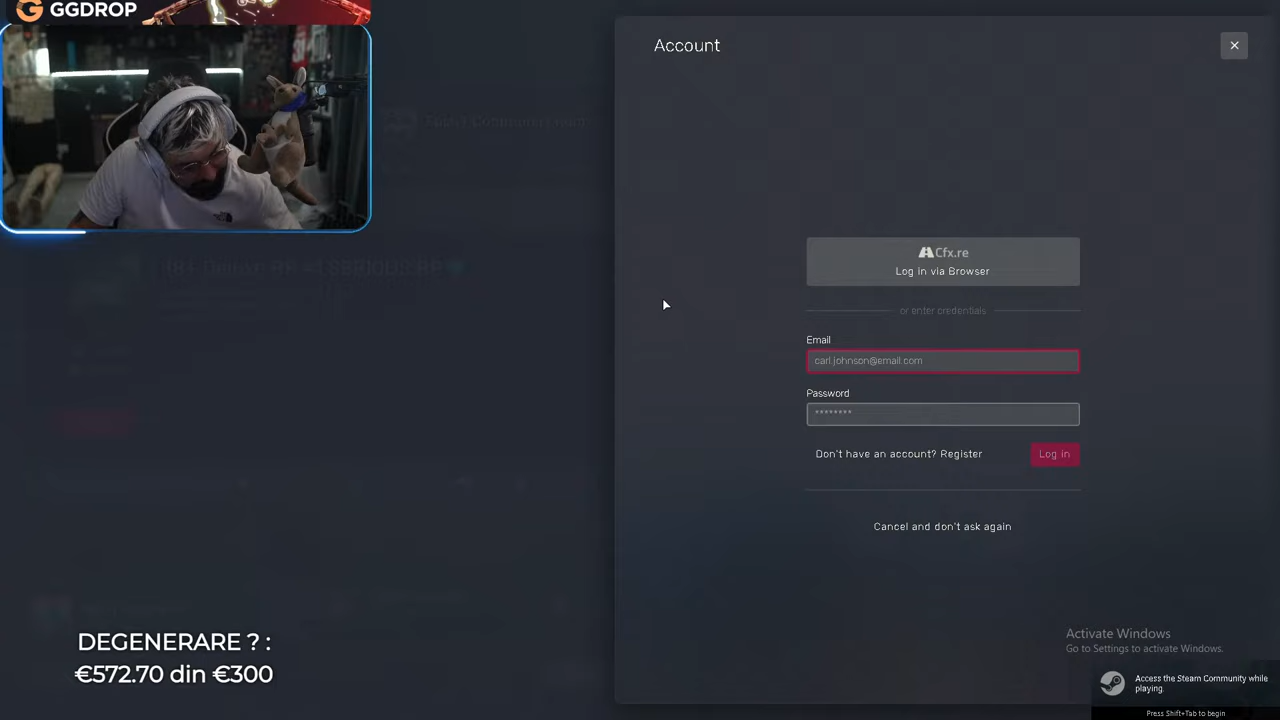 GGDROP
Account
Cfx.re
Log in via Browser
or enter credentials
Email
carl.johnson@email.com
Password
********
Don't have an account? Register
Log in
Cancel and don't ask again
DEGENERARE ? :
€572.70 din €300
Activate Windows
Go to Settings to activate Windows.
Access the Steam Community while
playing.
Press Shift+Tab to begin